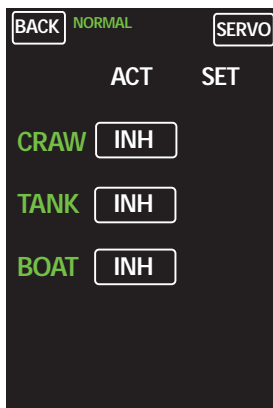 BACK NORMAL SERVO
ACT SET
CRAW INH
TANK INH
BOAT INH